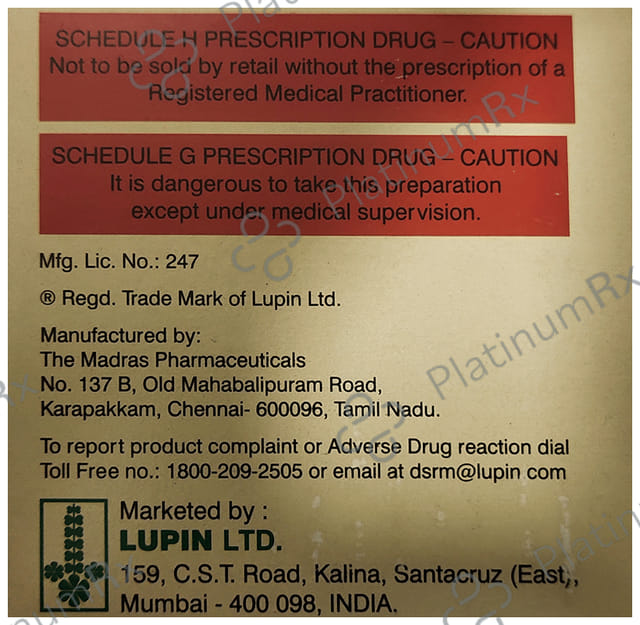 SCHEDULE H PRESCRIPTION DRUG – CAUTION
Not to be sold by retail without the prescription of a
Registered Medical Practitioner.
SCHEDULE G PRESCRIPTION DRUG – CAUTION
It is dangerous to take this preparation
except under medical supervision.
Mfg. Lic. No.: 247
® Regd. Trade Mark of Lupin Ltd.
Manufactured by:
The Madras Pharmaceuticals
No. 137 B, Old Mahabalipuram Road,
Karapakkam, Chennai- 600096, Tamil Nadu.
To report product complaint or Adverse Drug reaction dial
Toll Free no.: 1800-209-2505 or email at dsrm@lupin.com
Marketed by :
LUPIN LTD.
159, C.S.T. Road, Kalina, Santacruz (East),
Mumbai - 400 098, INDIA.
PlatinumRx
PlatinumRx
PlatinumRx